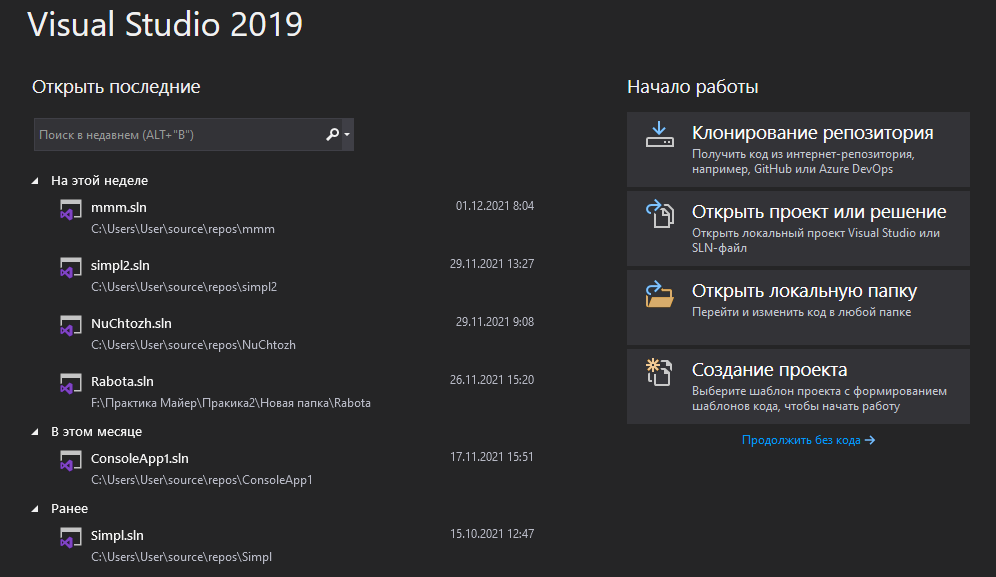 Visual Studio 2019
Открыть последние
Поиск в недавнем (ALT+"В")
На этой неделе
mmm.sln
01.12.2021 8:04
C:\Users\User\source\repos\mmm
simpl2.sln
29.11.2021 13:27
C:\Users\User\source\repos\simpl2
NuChtozh.sln
29.11.2021 9:08
C:\Users\User\source\repos\NuChtozh
Rabota.sln
26.11.2021 15:20
F:\Практика Майер\Пракика2\Новая папка\Rabota
В этом месяце
ConsoleApp1.sln
17.11.2021 15:51
C:\Users\User\source\repos\ConsoleApp1
Ранее
Simpl.sln
15.10.2021 12:47
C:\Users\User\source\repos\Simpl
Начало работы
Клонирование репозитория
Получить код из интернет-репозитория,
например, GitHub или Azure DevOps
Открыть проект или решение
Открыть локальный проект Visual Studio или
SLN-файл
Открыть локальную папку
Перейти и изменить код в любой папке
Создание проекта
Выберите шаблон проекта с формированием
шаблонов кода, чтобы начать работу
Продолжить без кода →